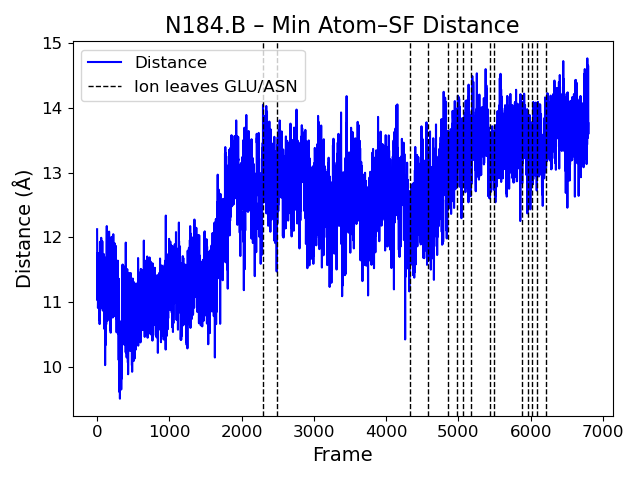 N184.B – Min Atom–SF Distance
Distance (Å)
15
14
13
12
11
10
Distance
Ion leaves GLU/ASN
0 1000 2000 3000 4000 5000 6000 7000
Frame